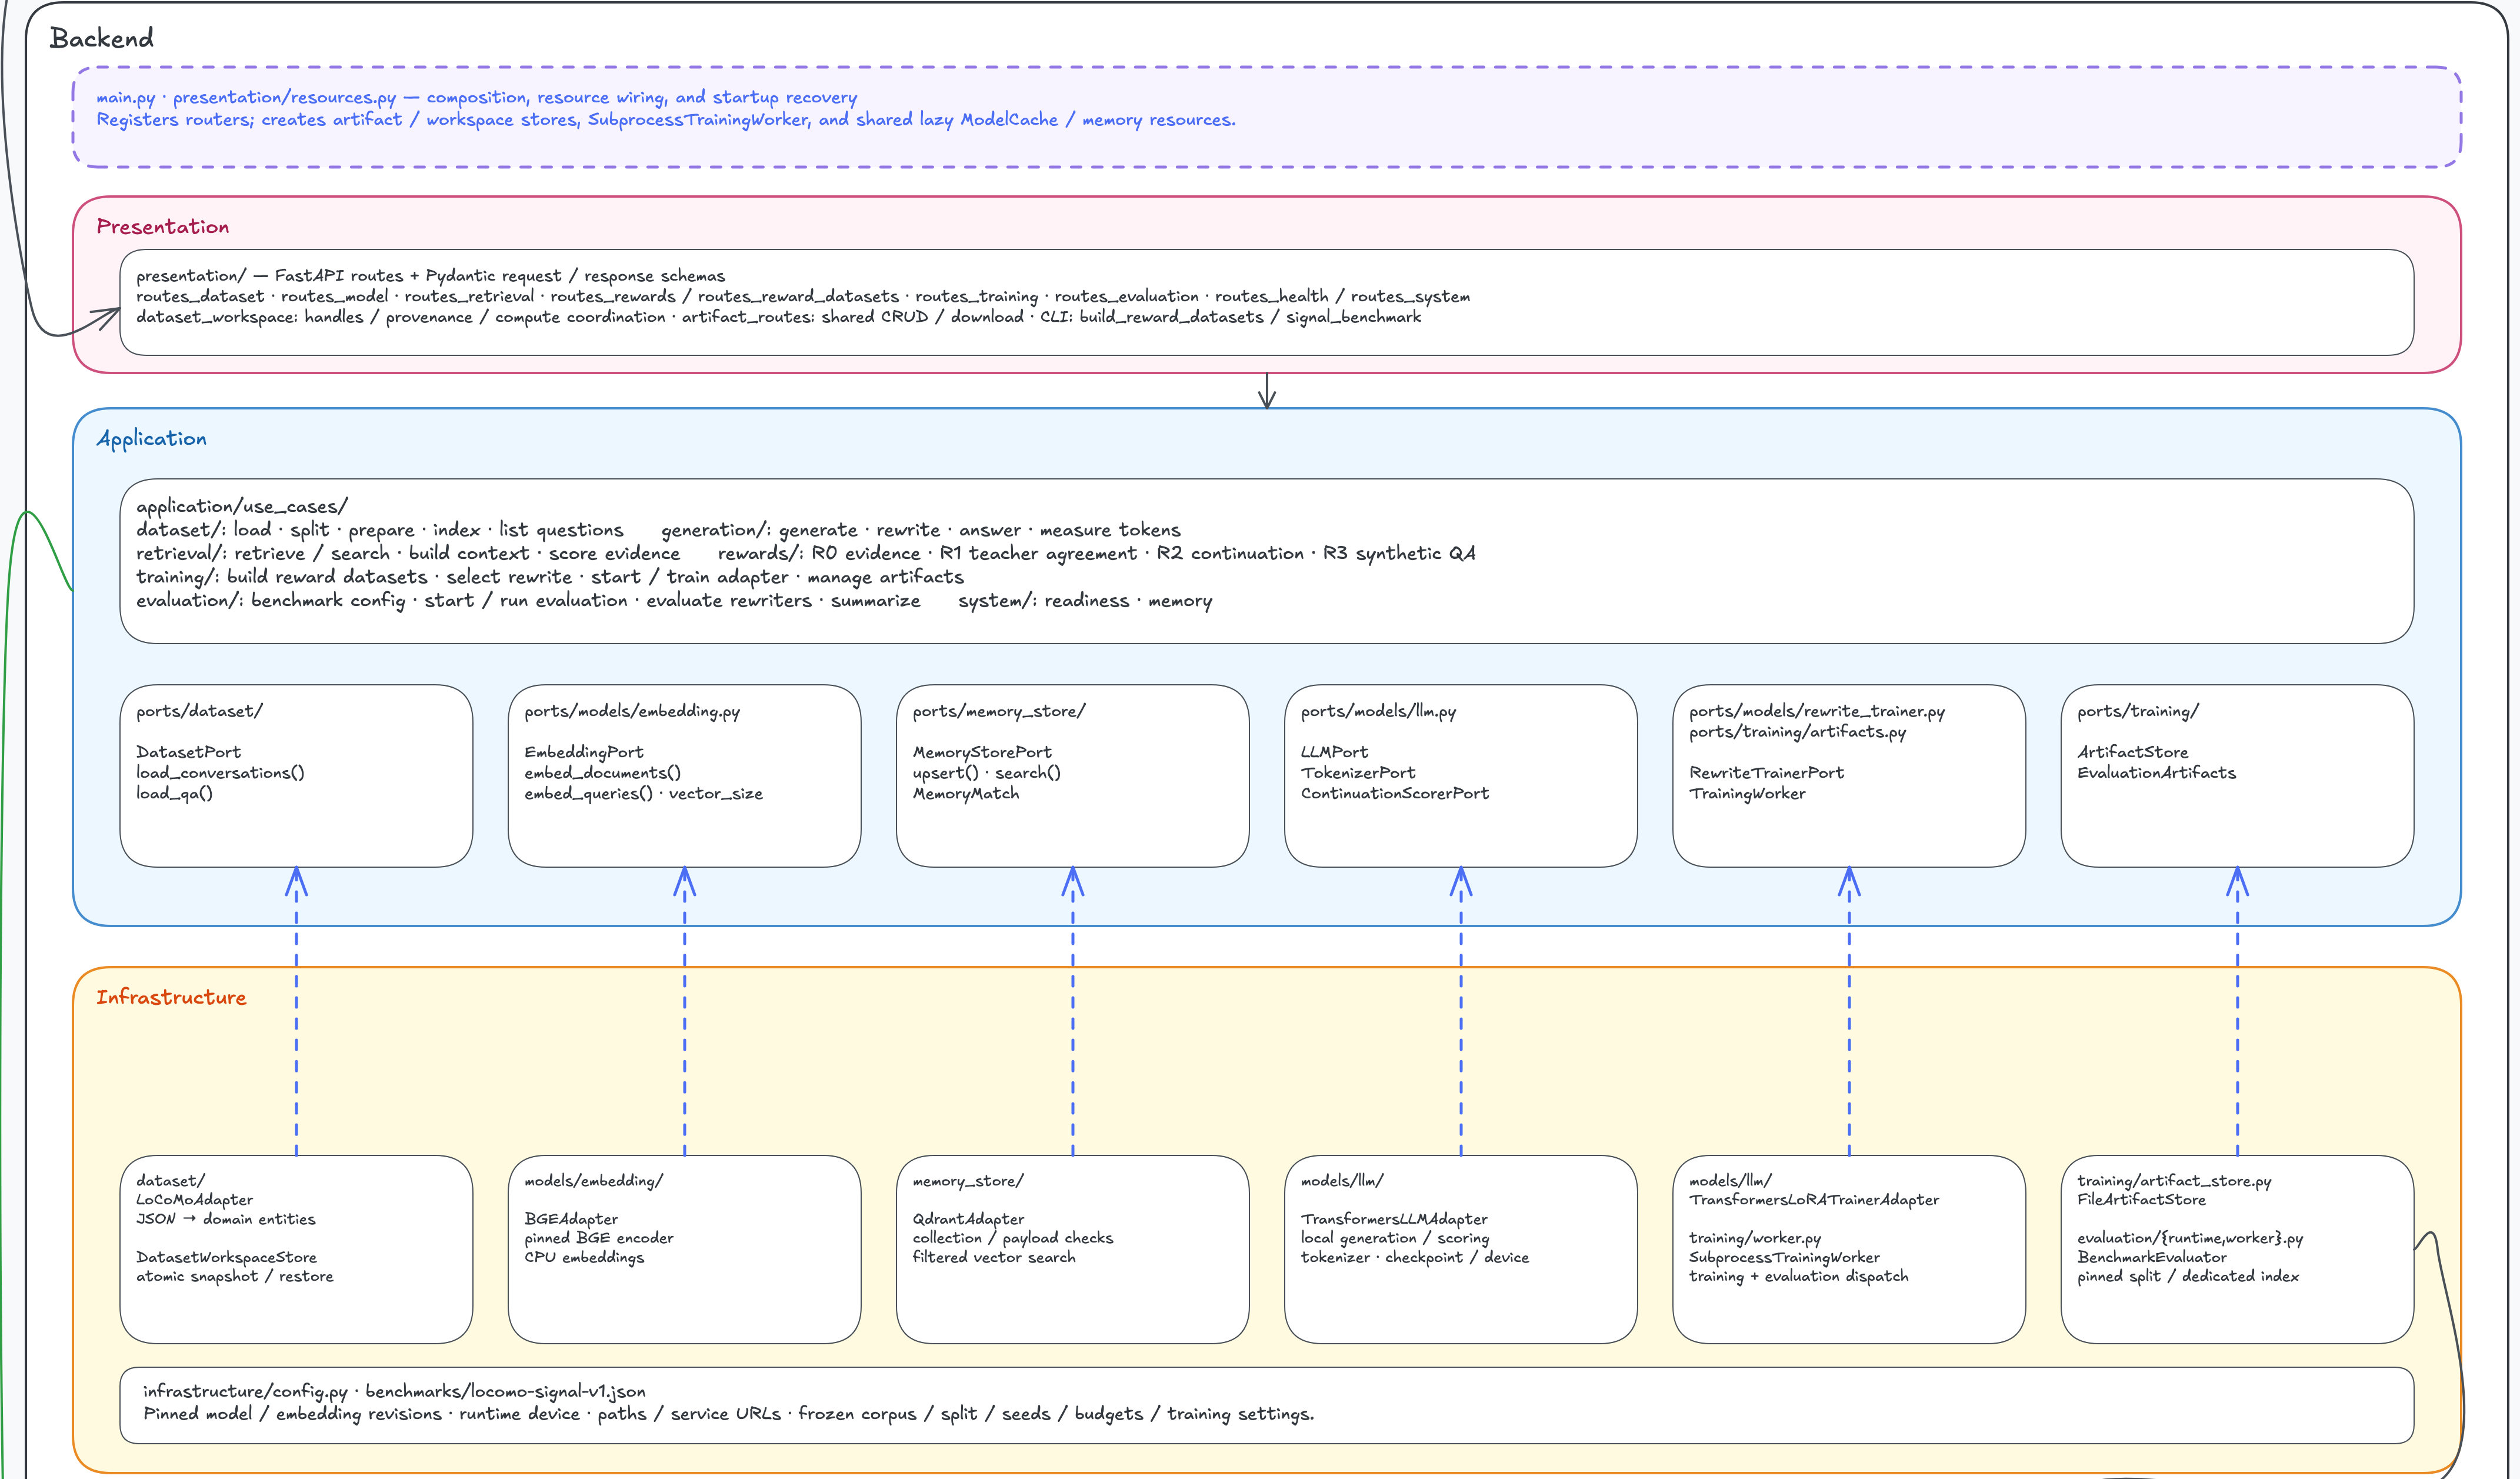 Backend
main.py · presentation/resources.py — composition, resource wiring, and startup recovery
Registers routers; creates artifact / workspace stores, SubprocessTrainingWorker, and shared lazy ModelCache / memory resources.
Presentation
presentation/ — FastAPI routes + Pydantic request / response schemas
routes_dataset · routes_model · routes_retrieval · routes_rewards / routes_reward_datasets · routes_training · routes_evaluation · routes_health / routes_system
dataset_workspace: handles / provenance / compute coordination · artifact_routes: shared CRUD / download · CLI: build_reward_datasets / signal_benchmark
Application
application/use_cases/
dataset/: load · split · prepare · index · list questions generation/: generate · rewrite · answer · measure tokens
retrieval/: retrieve / search · build context · score evidence rewards/: R0 evidence · R1 teacher agreement · R2 continuation · R3 synthetic QA
training/: build reward datasets · select rewrite · start / train adapter · manage artifacts
evaluation/: benchmark config · start / run evaluation · evaluate rewriters · summarize system/: readiness · memory
ports/dataset/
DatasetPort
load_conversations()
load_qa()
ports/models/embedding.py
EmbeddingPort
embed_documents()
embed_queries() · vector_size
ports/memory_store/
MemoryStorePort
upsert() · search()
MemoryMatch
ports/models/llm.py
LLMPort
TokenizerPort
ContinuationScorerPort
ports/models/rewrite_trainer.py
ports/training/artifacts.py
RewriteTrainerPort
TrainingWorker
ports/training/
ArtifactStore
EvaluationArtifacts
Infrastructure
dataset/
LoCoMoAdapter
JSON → domain entities
DatasetWorkspaceStore
atomic snapshot / restore
models/embedding/
BGEAdapter
pinned BGE encoder
CPU embeddings
memory_store/
QdrantAdapter
collection / payload checks
filtered vector search
models/llm/
TransformersLLMAdapter
local generation / scoring
tokenizer · checkpoint / device
models/llm/
TransformersLoRATrainerAdapter
training/worker.py
SubprocessTrainingWorker
training + evaluation dispatch
training/artifact_store.py
FileArtifactStore
evaluation/{runtime,worker}.py
BenchmarkEvaluator
pinned split / dedicated index
infrastructure/config.py · benchmarks/locomo-signal-v1.json
Pinned model / embedding revisions · runtime device · paths / service URLs · frozen corpus / split / seeds / budgets / training settings.